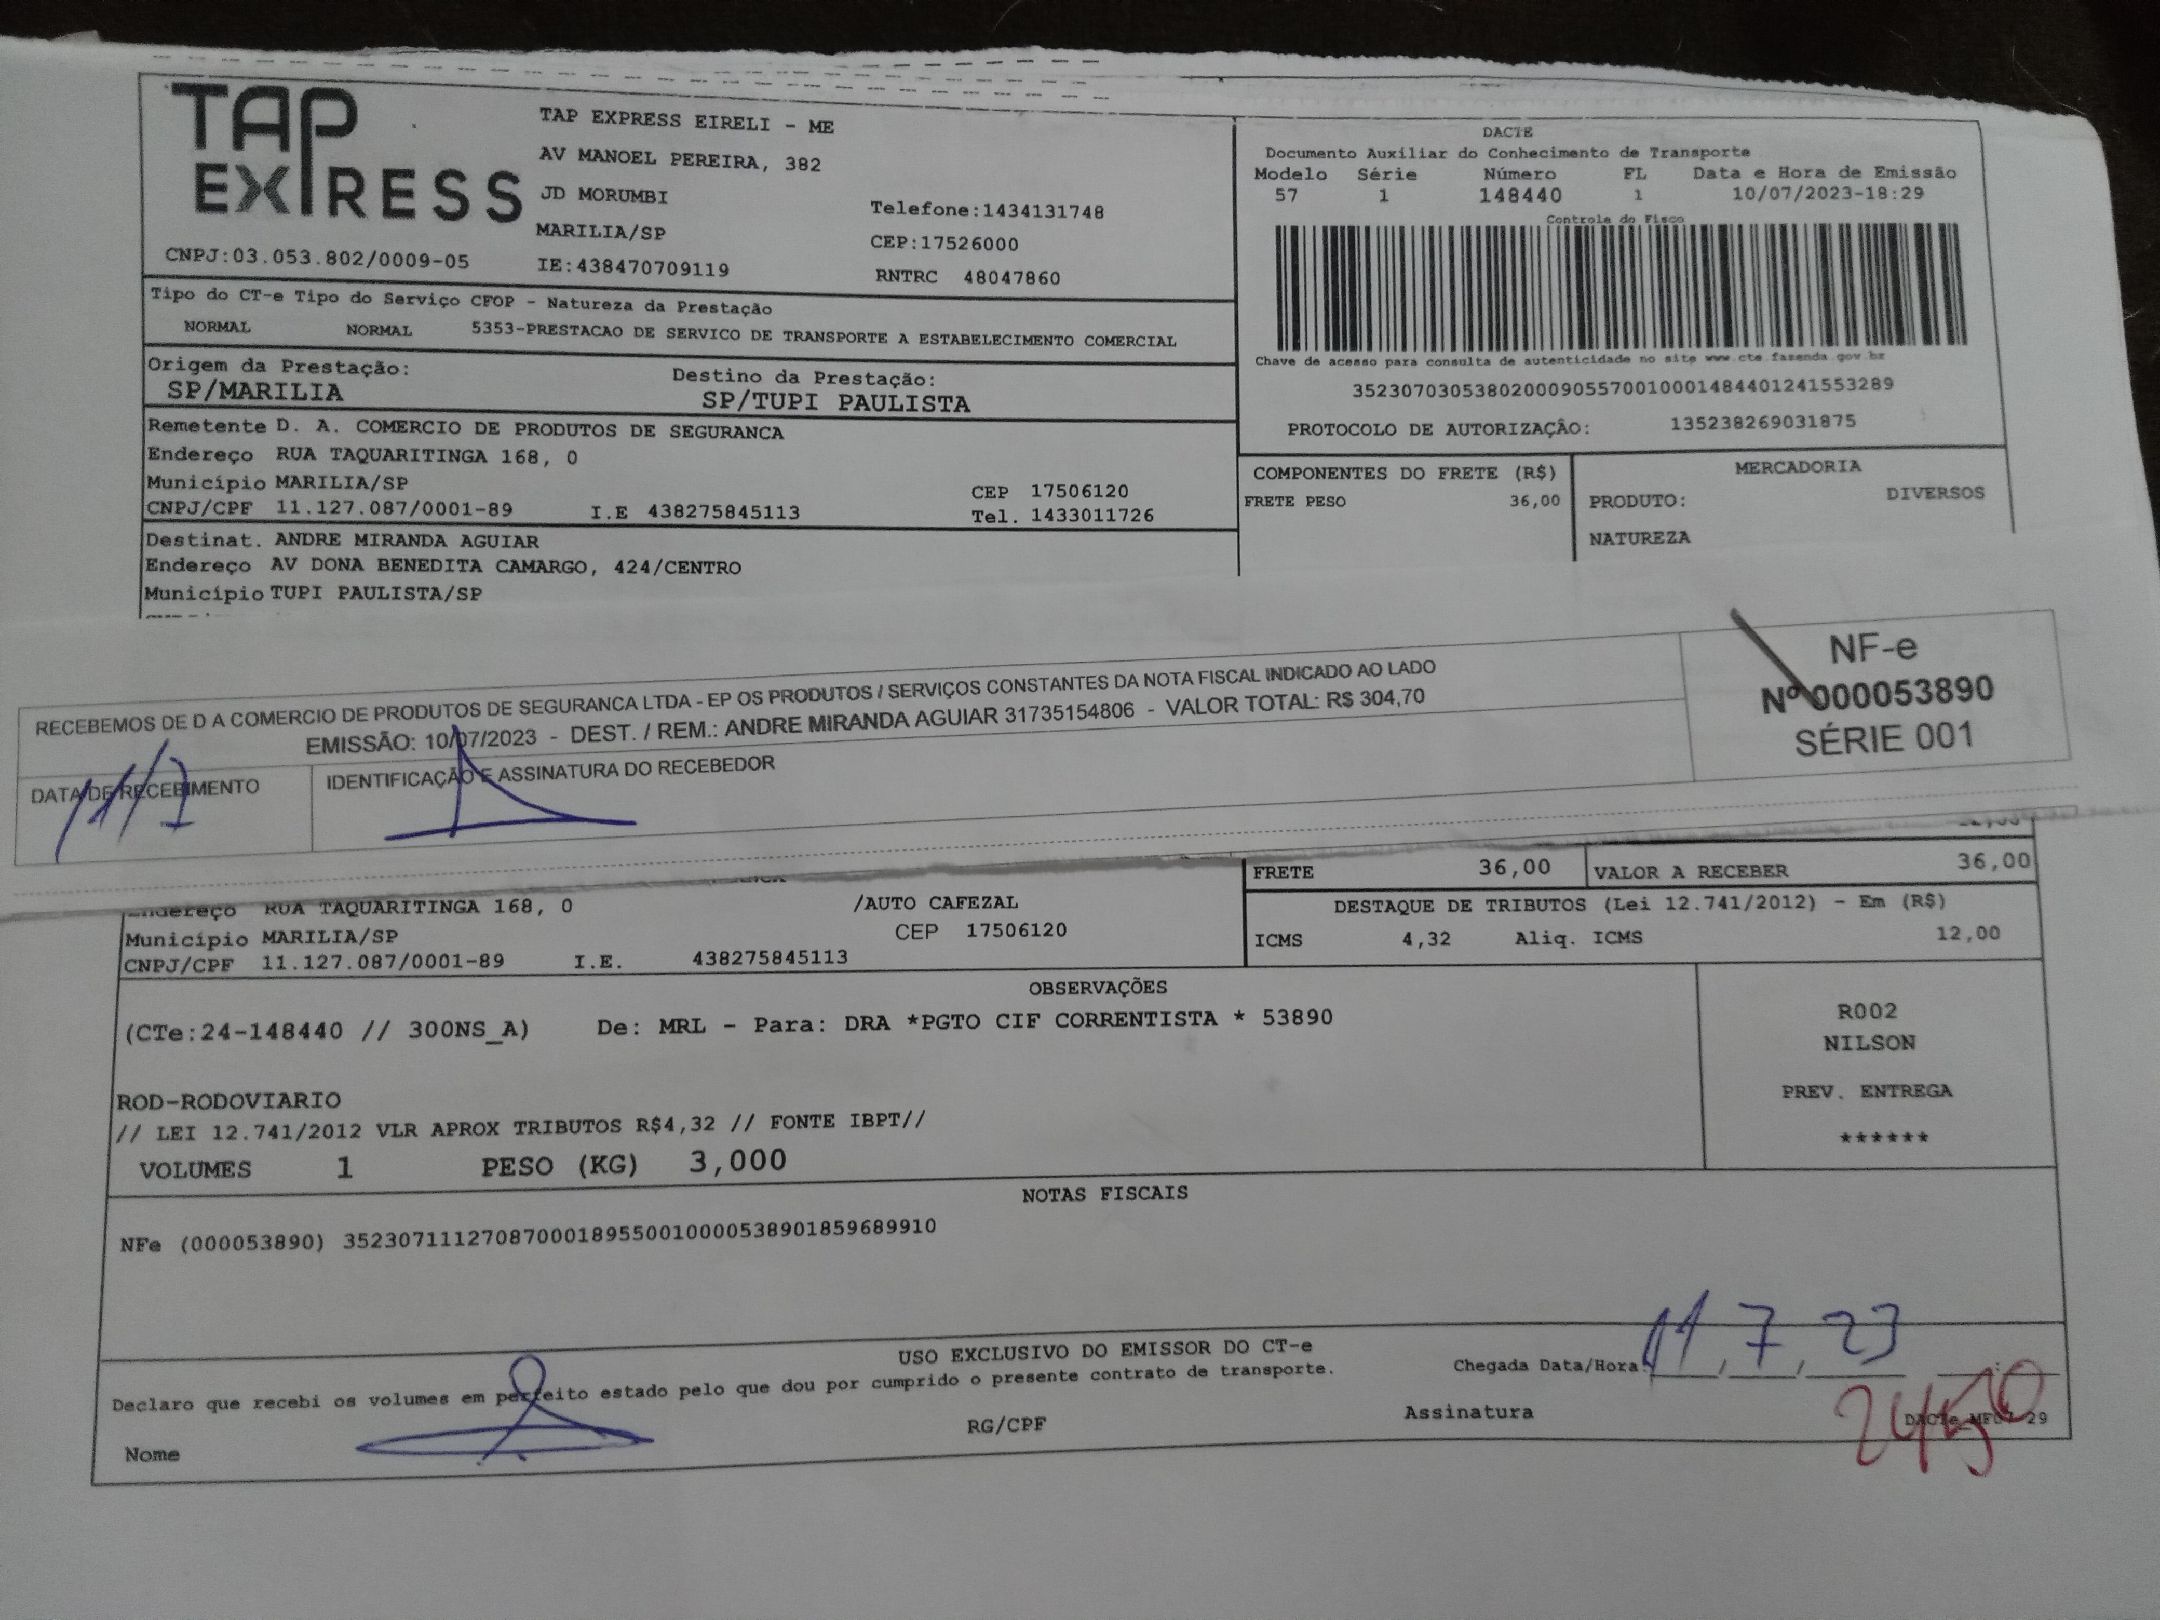 TAP EXPRESS
TAP EXPRESS EIRELI - ME
AV MANOEL PEREIRA, 382
JD MORUMBI
Telefone:1434131748
MARILIA/SP
CEP:17526000
CNPJ:03.053.802/0009-05
IE:438470709119
RNTRC 48047860
DACTE
Documento Auxiliar do Conhecimento de Transporte
Modelo Série Número FL Data e Hora de Emissão
57 1 148440 1 10/07/2023-18:29
Controle do Fisco
Chave de acesso para consulta de autenticidade no site www.cte.fazenda.gov.br
35230703053802000905570010001484401241553289
PROTOCOLO DE AUTORIZAÇÃO: 135238269031875
Tipo do CT-e Tipo do Serviço CFOP - Natureza da Prestação
NORMAL NORMAL 5353-PRESTACAO DE SERVICO DE TRANSPORTE A ESTABELECIMENTO COMERCIAL
Origem da Prestação: Destino da Prestação:
SP/MARILIA SP/TUPI PAULISTA
Remetente D. A. COMERCIO DE PRODUTOS DE SEGURANCA
Endereço RUA TAQUARITINGA 168, 0
Município MARILIA/SP CEP 17506120
CNPJ/CPF 11.127.087/0001-89 I.E 438275845113 Tel. 1433011726
COMPONENTES DO FRETE (R$)
FRETE PESO 36,00
MERCADORIA
PRODUTO: DIVERSOS
NATUREZA
Destinat. ANDRE MIRANDA AGUIAR
Endereço AV DONA BENEDITA CAMARGO, 424/CENTRO
Município TUPI PAULISTA/SP
RECEBEMOS DE D A COMERCIO DE PRODUTOS DE SEGURANCA LTDA - EP OS PRODUTOS / SERVIÇOS CONSTANTES DA NOTA FISCAL INDICADO AO LADO
EMISSÃO: 10/07/2023 - DEST. / REM.: ANDRE MIRANDA AGUIAR 31735154806 - VALOR TOTAL: R$ 304,70
DATA DE RECEBIMENTO
11/7
IDENTIFICAÇÃO E ASSINATURA DO RECEBEDOR
NF-e
Nº 000053890
SÉRIE 001
FRETE 36,00 VALOR A RECEBER 36,00
Endereço RUA TAQUARITINGA 168, 0 /AUTO CAFEZAL
Município MARILIA/SP CEP 17506120
CNPJ/CPF 11.127.087/0001-89 I.E. 438275845113
DESTAQUE DE TRIBUTOS (Lei 12.741/2012) - Em (R$)
ICMS 4,32 Aliq. ICMS 12,00
OBSERVAÇÕES
(CTe:24-148440 // 300NS_A) De: MRL - Para: DRA *PGTO CIF CORRENTISTA * 53890
ROD-RODOVIARIO
// LEI 12.741/2012 VLR APROX TRIBUTOS R$4,32 // FONTE IBPT//
VOLUMES 1 PESO (KG) 3,000
R002
NILSON
PREV. ENTREGA
******
NOTAS FISCAIS
NFe (000053890) 35230711127087000189550010000538901859689910
USO EXCLUSIVO DO EMISSOR DO CT-e
Declaro que recebi os volumes em perfeito estado pelo que dou por cumprido o presente contrato de transporte.
Chegada Data/Hora: 11, 7, 23
Nome RG/CPF Assinatura